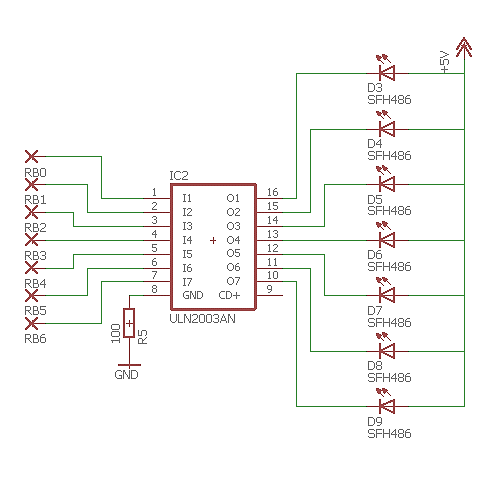 +5V
D3
SFH486
D4
SFH486
D5
SFH486
D6
SFH486
D7
SFH486
D8
SFH486
D9
SFH486
RB0
RB1
RB2
RB3
RB4
RB5
RB6
IC2
1 I1 O1 16
2 I2 O2 15
3 I3 O3 14
4 I4 O4 13
5 I5 O5 12
6 I6 O6 11
7 I7 O7 10
8 GND CD+ 9
ULN2003AN
100
R5
GND